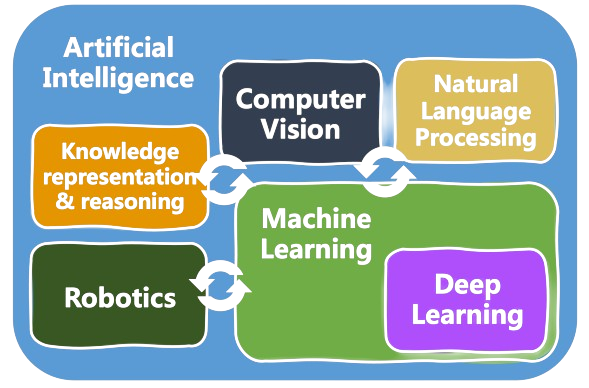 Artificial
Intelligence
Computer
Vision
Natural
Language
Processing
Knowledge
representation
& reasoning
Machine
Learning
Robotics
Deep
Learning